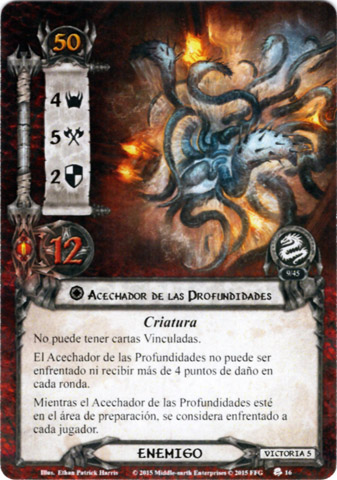 50
4
5
2
12
9/45
Acechador de las Profundidades
Criatura
No puede tener cartas Vinculadas.
El Acechador de las Profundidades no puede ser
enfrentado ni recibir más de 4 puntos de daño en
cada ronda.
Mientras el Acechador de las Profundidades esté
en el área de preparación, se considera enfrentado a
cada jugador.
ENEMIGO
VICTORIA 5
Illus. Ethan Patrick Harris
© 2015 Middle-earth Enterprises © 2015 FFG
16